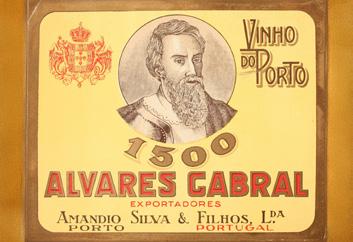 VINHO
DO PORTO
1500
ALVARES CABRAL
EXPORTADORES
AMANDIO SILVA & FILHOS, L.DA
PORTO PORTUGAL